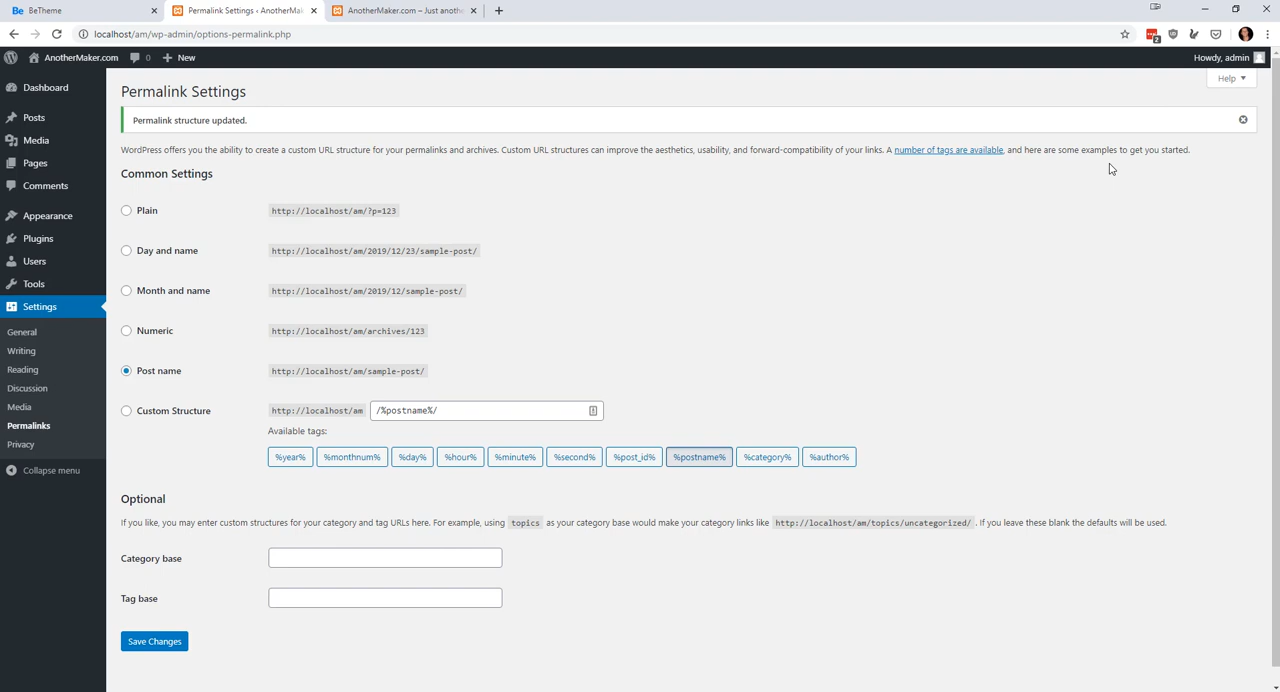 Be BeTheme
Permalink Settings ‹ AnotherMak
AnotherMaker.com – Just anoth
localhost/am/wp-admin/options-permalink.php
2
AnotherMaker.com 0 New
Howdy, admin
Help
Dashboard
Posts
Media
Pages
Comments
Appearance
Plugins
Users
Tools
Settings
General
Writing
Reading
Discussion
Media
Permalinks
Privacy
Collapse menu
Permalink Settings
Permalink structure updated.
WordPress offers you the ability to create a custom URL structure for your permalinks and archives. Custom URL structures can improve the aesthetics, usability, and forward-compatibility of your links. A number of tags are available, and here are some examples to get you started.
Common Settings
Plain http://localhost/am/?p=123
Day and name http://localhost/am/2019/12/23/sample-post/
Month and name http://localhost/am/2019/12/sample-post/
Numeric http://localhost/am/archives/123
Post name http://localhost/am/sample-post/
Custom Structure http://localhost/am /%postname%/
Available tags:
%year% %monthnum% %day% %hour% %minute% %second% %post_id% %postname% %category% %author%
Optional
If you like, you may enter custom structures for your category and tag URLs here. For example, using topics as your category base would make your category links like http://localhost/am/topics/uncategorized/ . If you leave these blank the defaults will be used.
Category base
Tag base
Save Changes